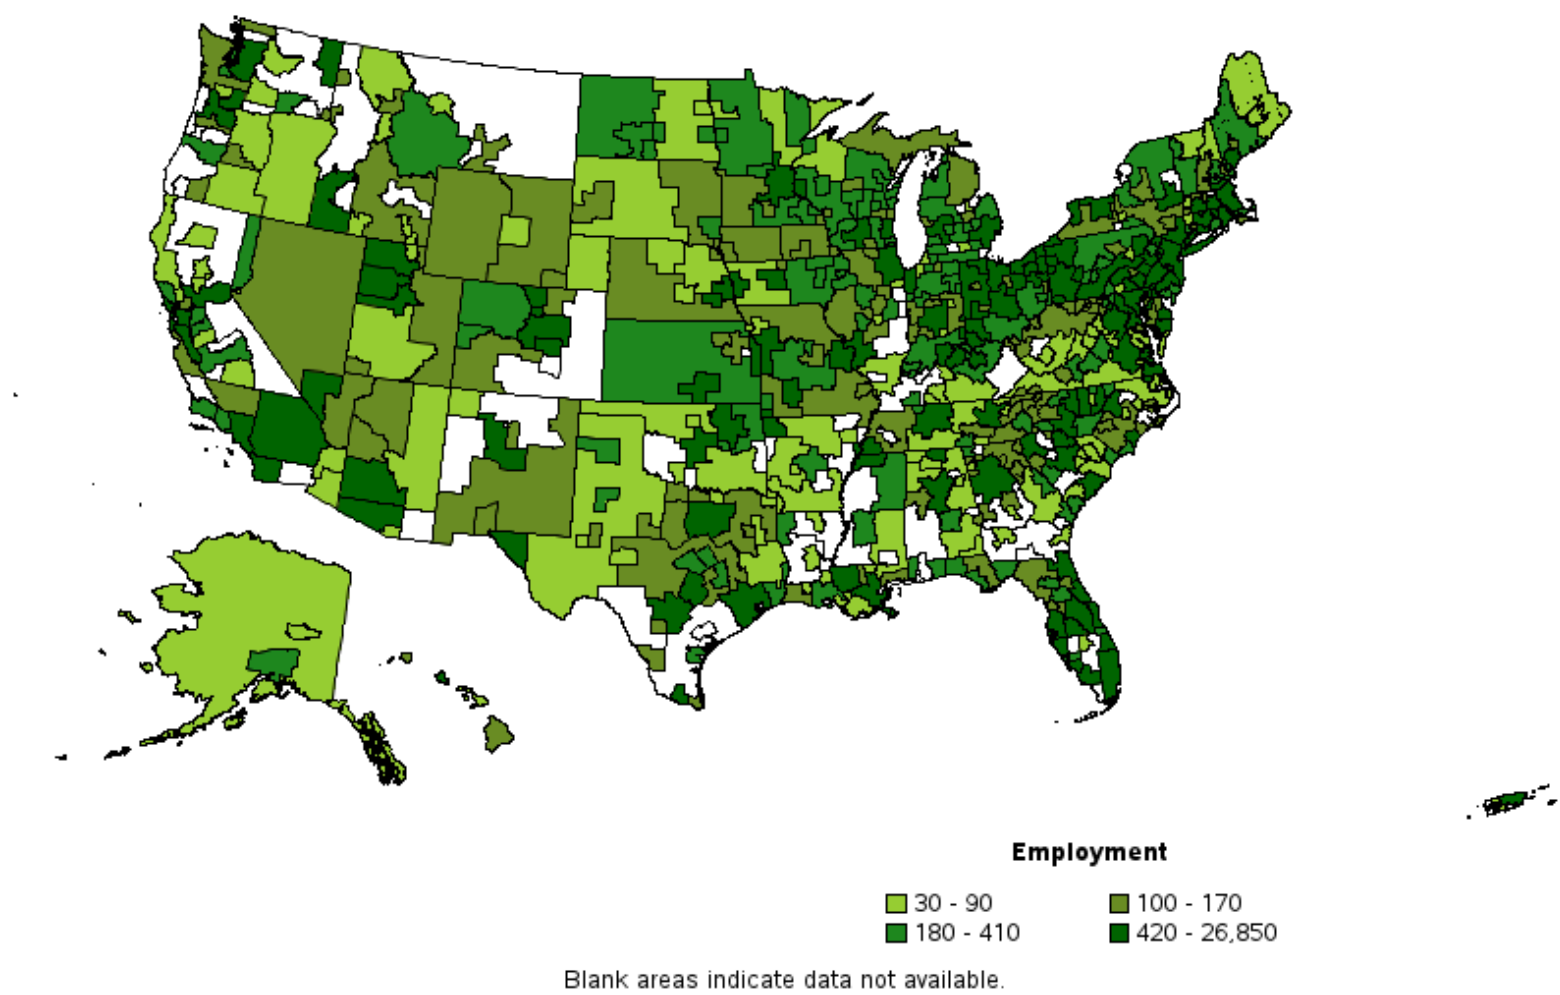 Employment
30 - 90
100 - 170
180 - 410
420 - 26,850
Blank areas indicate data not available.